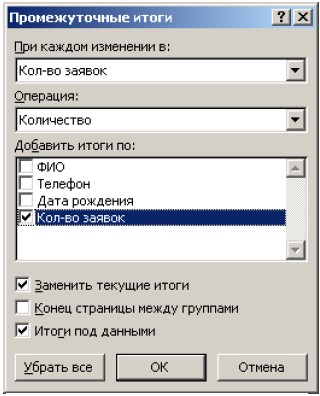 Промежуточные итоги
При каждом изменении в:
Кол-во заявок
Операция:
Количество
Добавить итоги по:
ФИО
Телефон
Дата рождения
Кол-во заявок
Заменить текущие итоги
Конец страницы между группами
Итоги под данными
Убрать все
ОК
Отмена